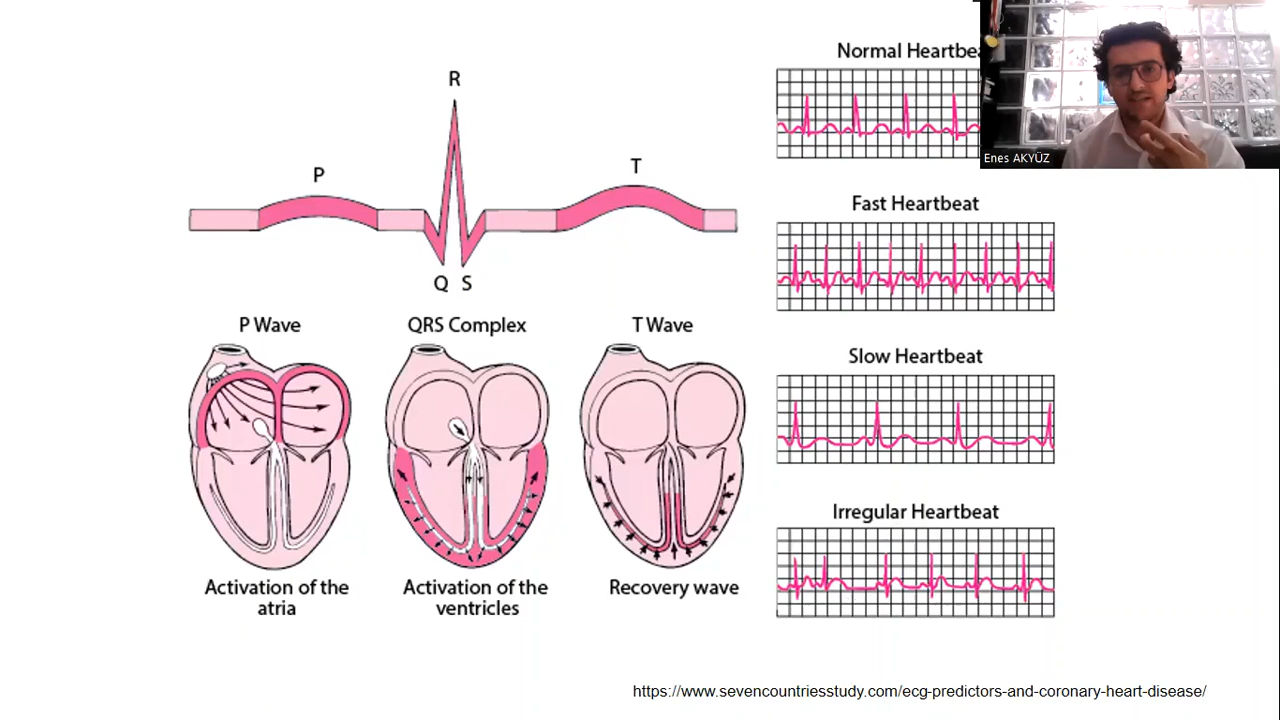 R
P
T
Q S
P Wave
QRS Complex
T Wave
Activation of the
atria
Activation of the
ventricles
Recovery wave
Normal Heartbea
Fast Heartbeat
Slow Heartbeat
Irregular Heartbeat
Enes AKYÜZ
https://www.sevencountriesstudy.com/ecg-predictors-and-coronary-heart-disease/